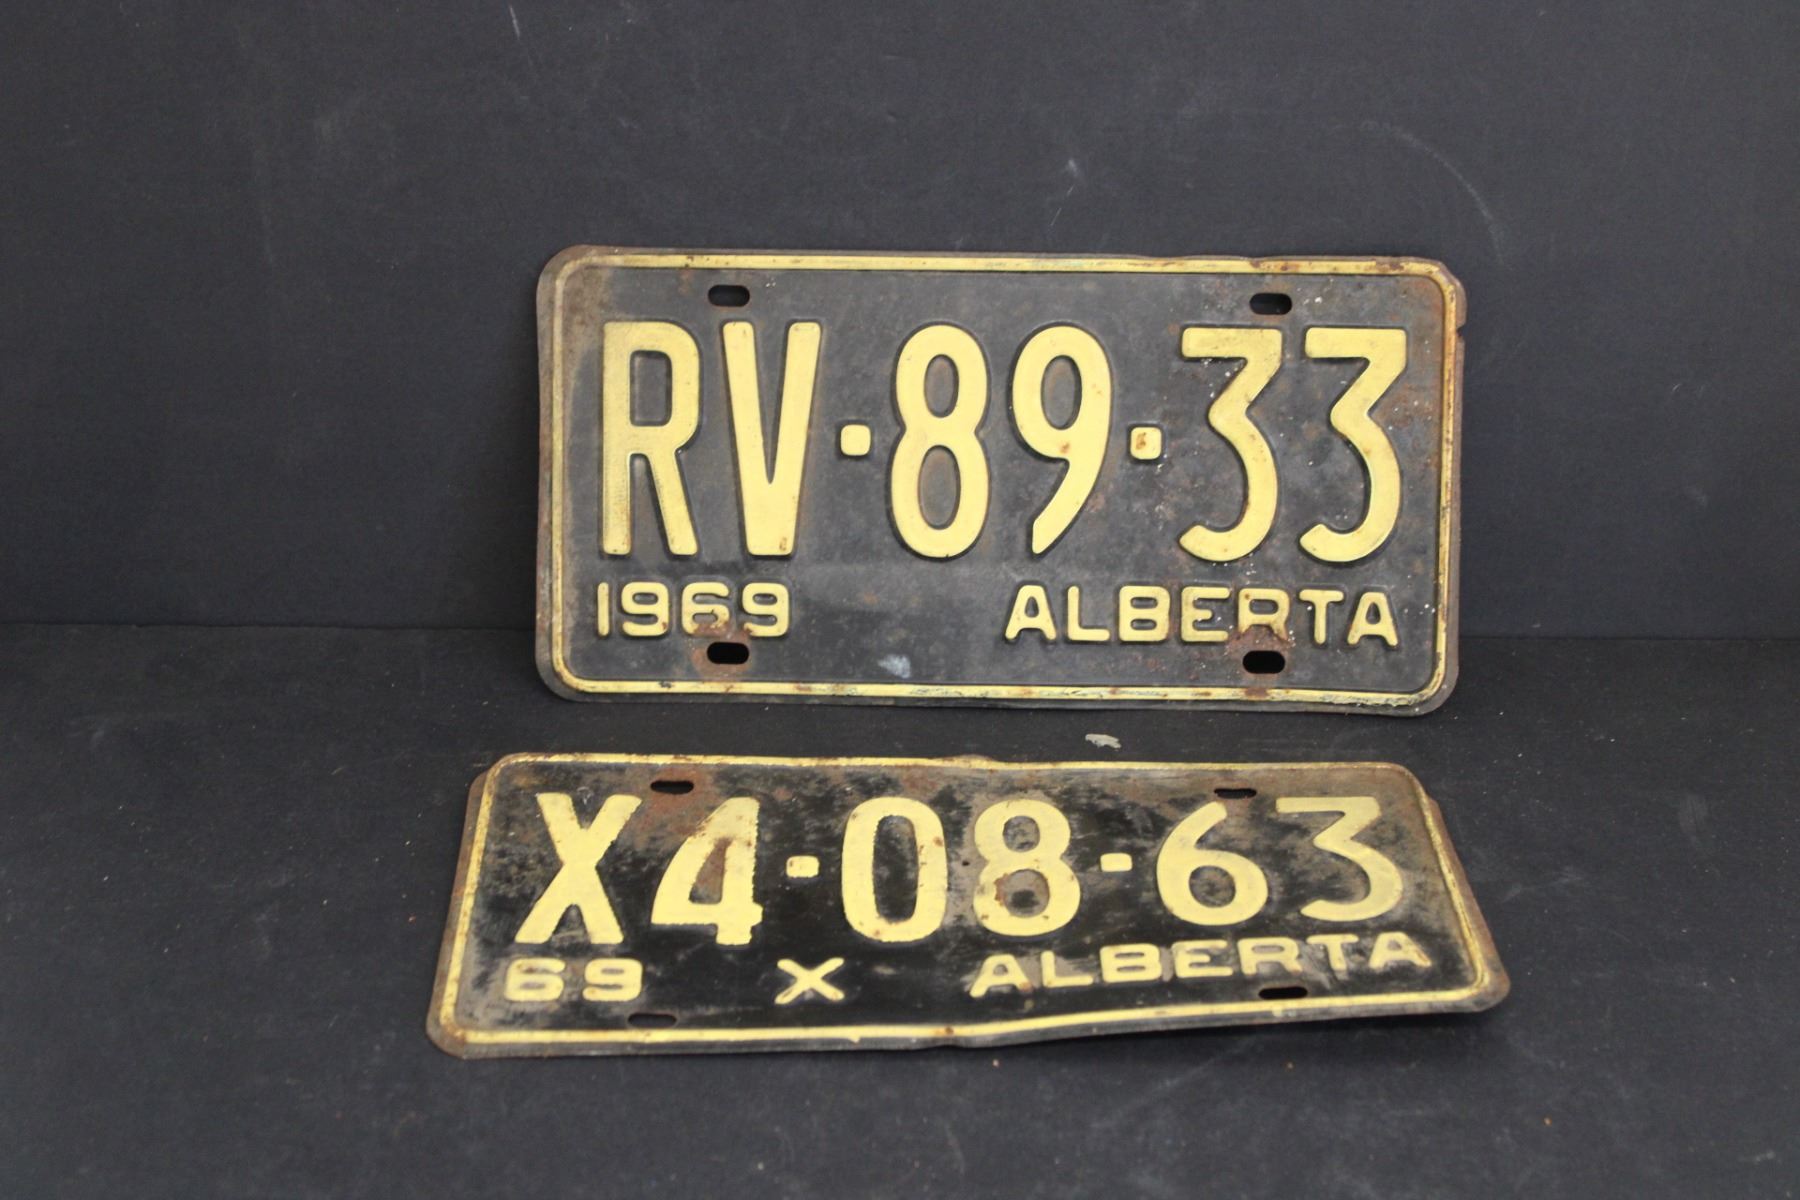 RV·89·33
1969 ALBERTA
X4·08·63
69 X ALBERTA